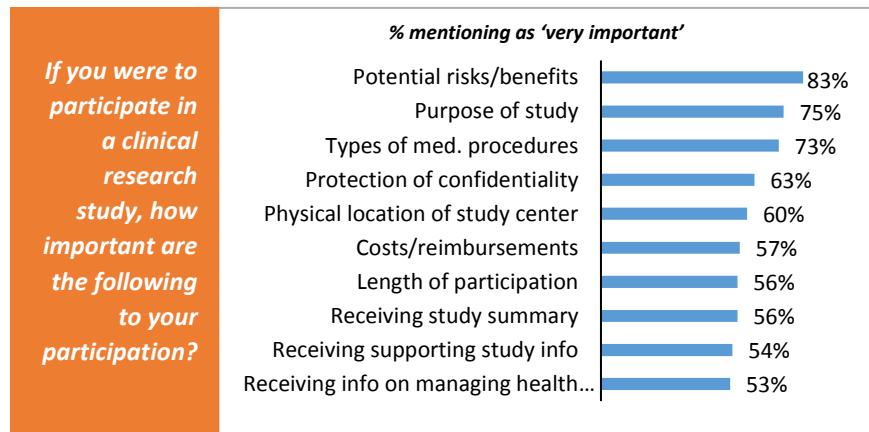 If you were to
participate in
a clinical
research
study, how
important are
the following
to your
participation?
% mentioning as ‘very important’
Potential risks/benefits 83%
Purpose of study 75%
Types of med. procedures 73%
Protection of confidentiality 63%
Physical location of study center 60%
Costs/reimbursements 57%
Length of participation 56%
Receiving study summary 56%
Receiving supporting study info 54%
Receiving info on managing health… 53%